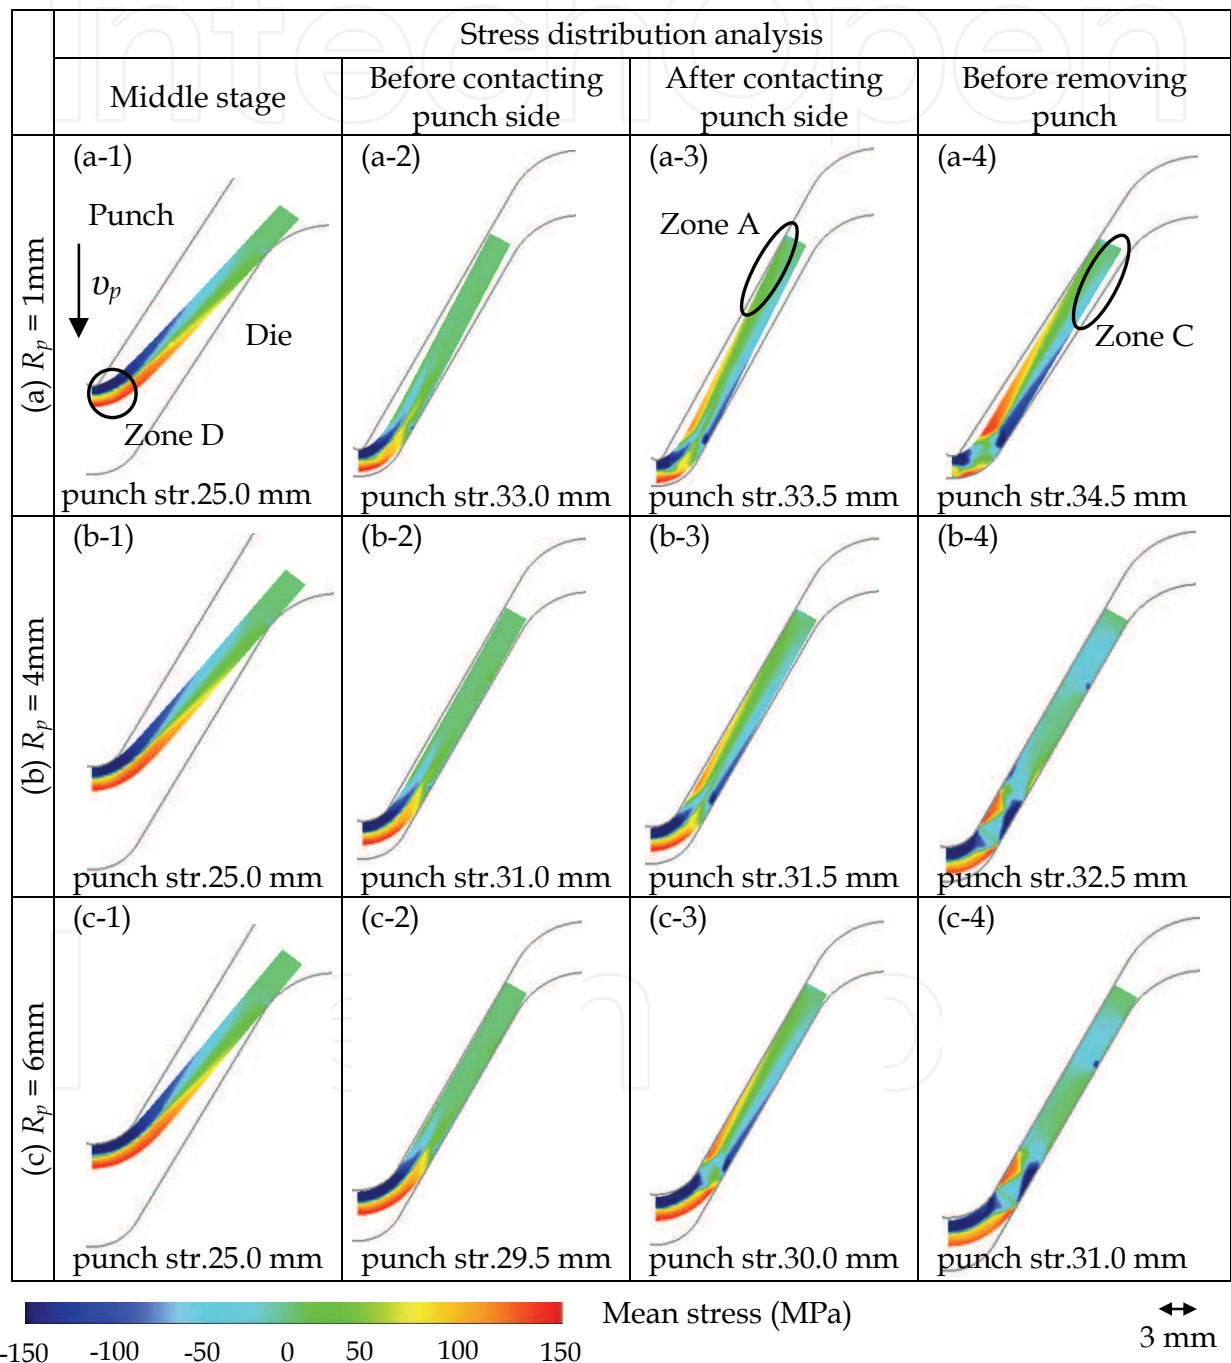 IntechOpen
Stress distribution analysis
Middle stage
Before contacting
punch side
After contacting
punch side
Before removing
punch
(a) Rp = 1mm
(a-1)
Punch
υp
Die
Zone D
punch str.25.0 mm
(a-2)
punch str.33.0 mm
(a-3)
Zone A
punch str.33.5 mm
(a-4)
Zone C
punch str.34.5 mm
(b) Rp = 4mm
(b-1)
punch str.25.0 mm
(b-2)
punch str.31.0 mm
(b-3)
punch str.31.5 mm
(b-4)
punch str.32.5 mm
(c) Rp = 6mm
(c-1)
punch str.25.0 mm
(c-2)
punch str.29.5 mm
(c-3)
punch str.30.0 mm
(c-4)
punch str.31.0 mm
Mean stress (MPa)
-150 -100 -50 0 50 100 150
3 mm